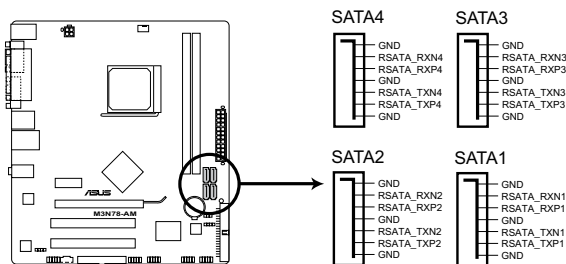 SATA4
GND
RSATA_RXN4
RSATA_RXP4
GND
RSATA_TXN4
RSATA_TXP4
GND
SATA3
GND
RSATA_RXN3
RSATA_RXP3
GND
RSATA_TXN3
RSATA_TXP3
GND
SATA2
GND
RSATA_RXN2
RSATA_RXP2
GND
RSATA_TXN2
RSATA_TXP2
GND
SATA1
GND
RSATA_RXN1
RSATA_RXP1
GND
RSATA_TXN1
RSATA_TXP1
GND
ASUS
M3N78-AM